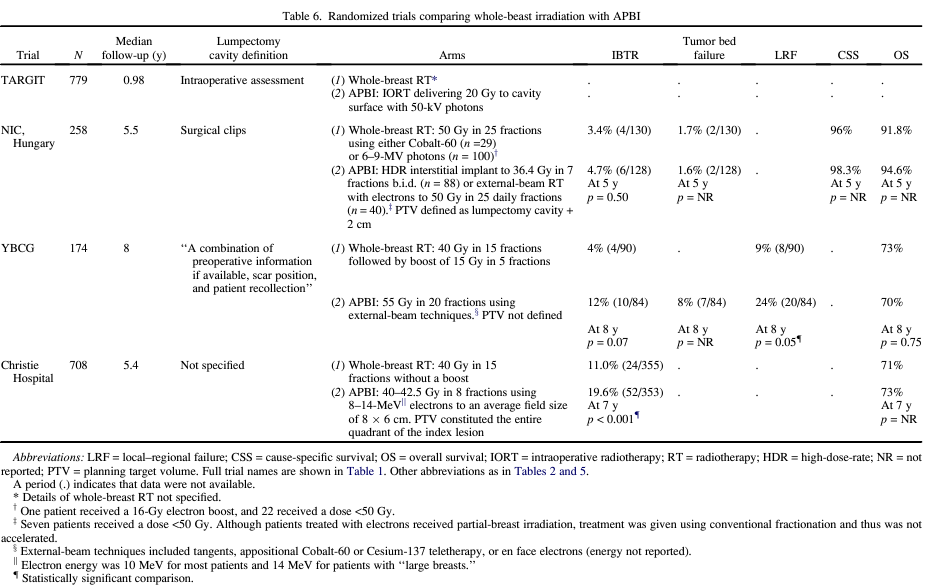 Table 6. Randomized trials comparing whole-beast irradiation with APBI
Trial N Median follow-up (y) Lumpectomy cavity definition Arms IBTR Tumor bed failure LRF CSS OS
TARGIT 779 0.98 Intraoperative assessment (1) Whole-breast RT* . . . . .
(2) APBI: IORT delivering 20 Gy to cavity . . . . .
surface with 50-kV photons
NIC, 258 5.5 Surgical clips (1) Whole-breast RT: 50 Gy in 25 fractions 3.4% (4/130) 1.7% (2/130) . 96% 91.8%
Hungary using either Cobalt-60 (n =29)
or 6–9-MV photons (n = 100)†
(2) APBI: HDR interstitial implant to 36.4 Gy in 7 4.7% (6/128) 1.6% (2/128) . 98.3% 94.6%
fractions b.i.d. (n = 88) or external-beam RT At 5 y At 5 y At 5 y At 5 y
with electrons to 50 Gy in 25 daily fractions p = 0.50 p = NR p = NR p = NR
(n = 40).‡ PTV defined as lumpectomy cavity +
2 cm
YBCG 174 8 ‘‘A combination of (1) Whole-breast RT: 40 Gy in 15 fractions 4% (4/90) . 9% (8/90) 73%
preoperative information followed by boost of 15 Gy in 5 fractions
if available, scar position,
and patient recollection’’
(2) APBI: 55 Gy in 20 fractions using 12% (10/84) 8% (7/84) 24% (20/84) . 70%
external-beam techniques.§ PTV not defined
At 8 y At 8 y At 8 y At 8 y
p = 0.07 p = NR p = 0.05¶ p = 0.75
Christie 708 5.4 Not specified (1) Whole-breast RT: 40 Gy in 15 11.0% (24/355) . . . 71%
Hospital fractions without a boost
(2) APBI: 40–42.5 Gy in 8 fractions using 19.6% (52/353) . . . 73%
8–14-MeV|| electrons to an average field size At 7 y At 7 y
of 8 × 6 cm. PTV constituted the entire p < 0.001¶ p = NR
quadrant of the index lesion
Abbreviations: LRF = local–regional failure; CSS = cause-specific survival; OS = overall survival; IORT = intraoperative radiotherapy; RT = radiotherapy; HDR = high-dose-rate; NR = not
reported; PTV = planning target volume. Full trial names are shown in Table 1. Other abbreviations as in Tables 2 and 5.
A period (.) indicates that data were not available.
* Details of whole-breast RT not specified.
† One patient received a 16-Gy electron boost, and 22 received a dose <50 Gy.
‡ Seven patients received a dose <50 Gy. Although patients treated with electrons received partial-breast irradiation, treatment was given using conventional fractionation and thus was not
accelerated.
§ External-beam techniques included tangents, appositional Cobalt-60 or Cesium-137 teletherapy, or en face electrons (energy not reported).
|| Electron energy was 10 MeV for most patients and 14 MeV for patients with ‘‘large breasts.’’
¶ Statistically significant comparison.